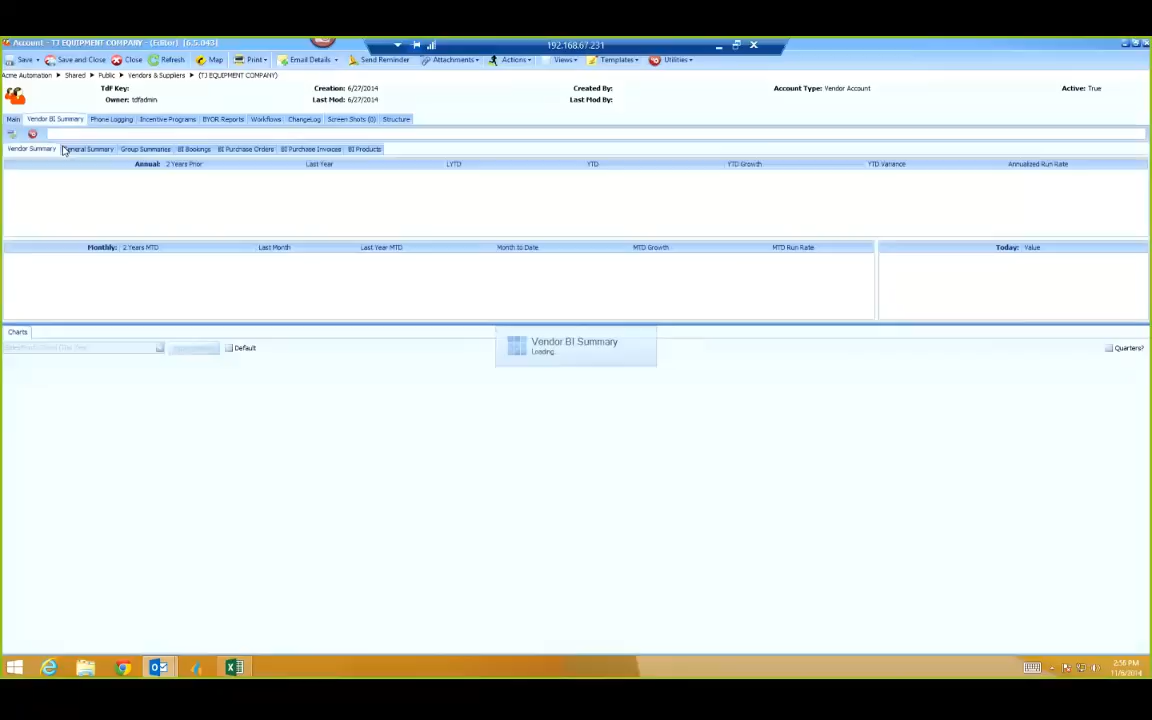 Account - TJ EQUIPMENT COMPANY - (Editor) [6.5.043]
192.168.67.231
Save Save and Close Close Refresh Map Print Email Details Send Reminder Attachments Actions Views Templates Utilities
Acme Automation Shared Public Vendors & Suppliers (TJ EQUIPMENT COMPANY)
TdF Key: Creation: 6/27/2014 Created By: Account Type: Vendor Account Active: True
Owner: tdfadmin Last Mod: 6/27/2014 Last Mod By:
Main Vendor BI Summary Phone Logging Incentive Programs BYOR Reports Workflows ChangeLog Screen Shots (0) Structure
Vendor Summary General Summary Group Summaries BI Bookings BI Purchase Orders BI Purchase Invoices BI Products
Annual: 2 Years Prior Last Year LYTD YTD YTD Growth YTD Variance Annualized Run Rate
Monthly: 2 Years MTD Last Month Last Year MTD Month to Date MTD Growth MTD Run Rate Today: Value
Charts
Vendor BI Summary
Loading.
Default Quarters?
2:56 PM
11/5/2014